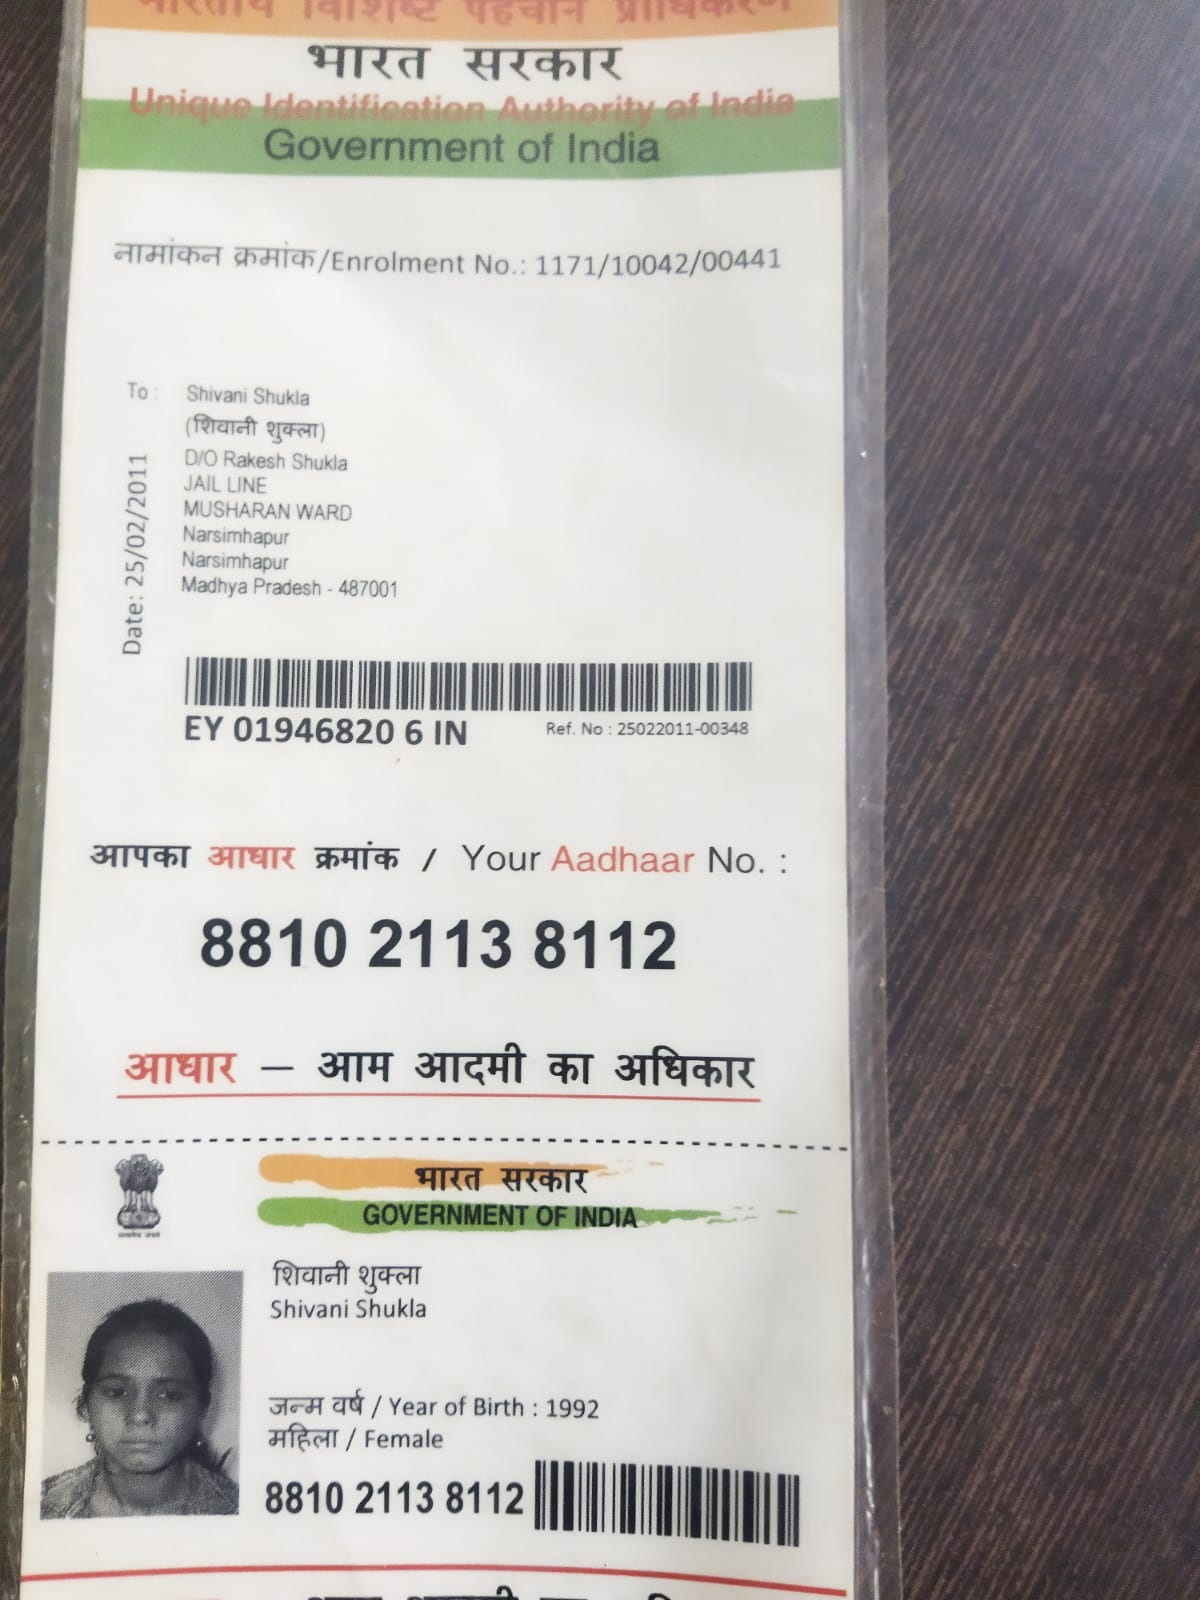 भारतीय विशिष्ट पहचान प्राधिकरण
भारत सरकार
Unique Identification Authority of India
Government of India
नामांकन क्रमांक/Enrolment No.: 1171/10042/00441
To :
Shivani Shukla
(शिवानी शुक्ला)
D/O Rakesh Shukla
JAIL LINE
MUSHARAN WARD
Narsimhapur
Narsimhapur
Madhya Pradesh - 487001
Date: 25/02/2011
EY 01946820 6 IN
Ref. No : 25022011-00348
आपका आधार क्रमांक / Your Aadhaar No. :
8810 2113 8112
आधार — आम आदमी का अधिकार
भारत सरकार
GOVERNMENT OF INDIA
शिवानी शुक्ला
Shivani Shukla
जन्म वर्ष / Year of Birth : 1992
महिला / Female
8810 2113 8112